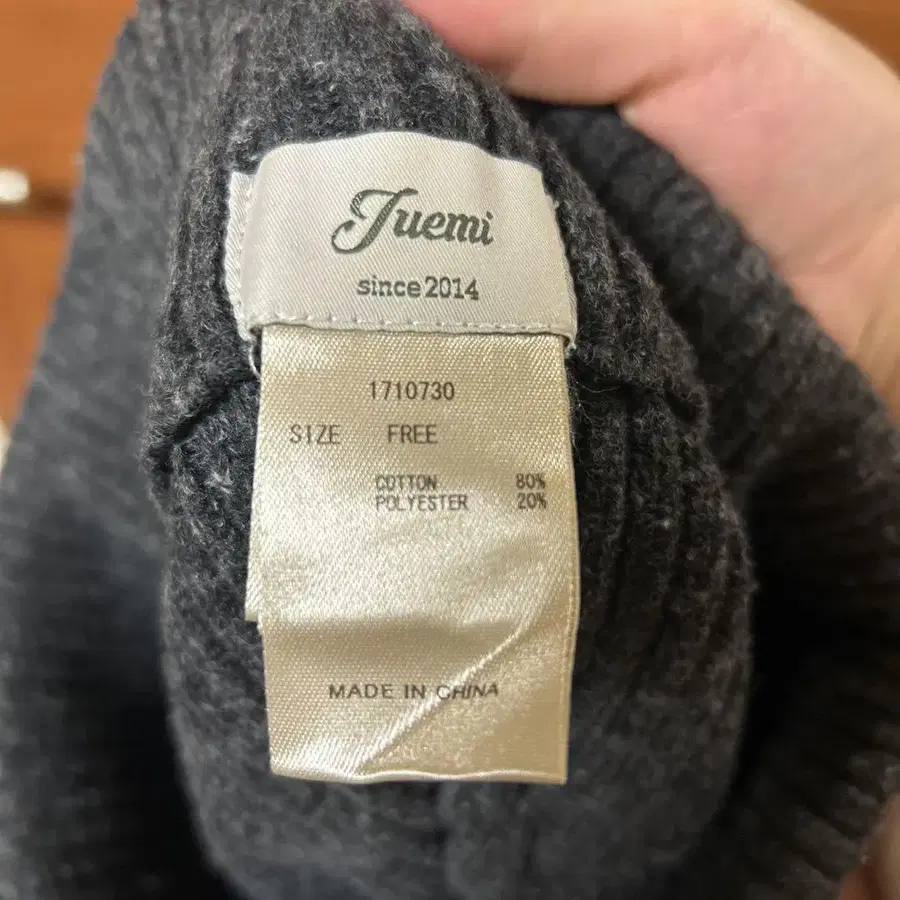 Juemi
since2014
1710730
SIZE FREE
COTTON 80%
POLYESTER 20%
MADE IN CHINA